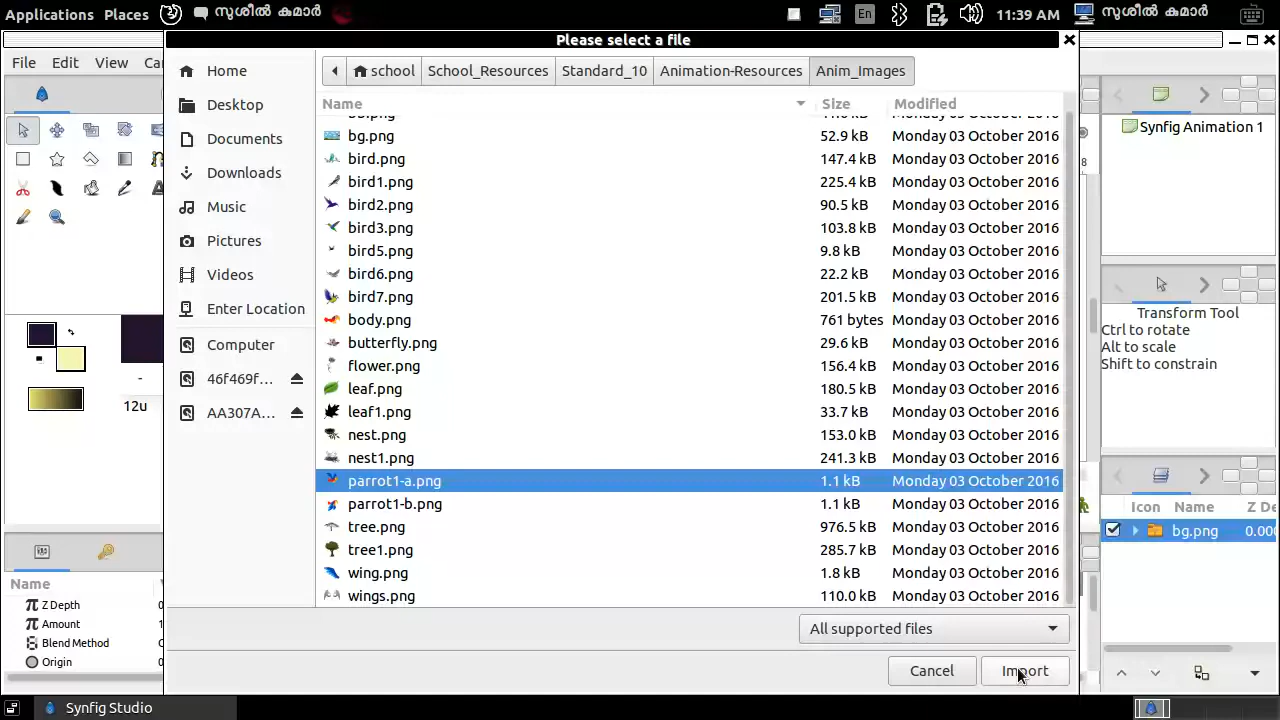 Applications Places സുശീൽ കുമാർ En 11:39 AM സുശീൽ കുമാർ
Please select a file
File Edit View Ca
Home
Desktop
Documents
Downloads
Music
Pictures
Videos
Enter Location
Computer
46f469f…
AA307A…
school School_Resources Standard_10 Animation-Resources Anim_Images
Name Size Modified
bg.png 52.9 kB Monday 03 October 2016
bird.png 147.4 kB Monday 03 October 2016
bird1.png 225.4 kB Monday 03 October 2016
bird2.png 90.5 kB Monday 03 October 2016
bird3.png 103.8 kB Monday 03 October 2016
bird5.png 9.8 kB Monday 03 October 2016
bird6.png 22.2 kB Monday 03 October 2016
bird7.png 201.5 kB Monday 03 October 2016
body.png 761 bytes Monday 03 October 2016
butterfly.png 29.6 kB Monday 03 October 2016
flower.png 156.4 kB Monday 03 October 2016
leaf.png 180.5 kB Monday 03 October 2016
leaf1.png 33.7 kB Monday 03 October 2016
nest.png 153.0 kB Monday 03 October 2016
nest1.png 241.3 kB Monday 03 October 2016
parrot1-a.png 1.1 kB Monday 03 October 2016
parrot1-b.png 1.1 kB Monday 03 October 2016
tree.png 976.5 kB Monday 03 October 2016
tree1.png 285.7 kB Monday 03 October 2016
wing.png 1.8 kB Monday 03 October 2016
wings.png 110.0 kB Monday 03 October 2016
All supported files
Cancel Import
-
12u
Name
Z Depth 0
Amount 1
Blend Method
Origin
Synfig Animation 1
8
Transform Tool
Ctrl to rotate
Alt to scale
Shift to constrain
Icon Name Z De
bg.png 0.000
Synfig Studio